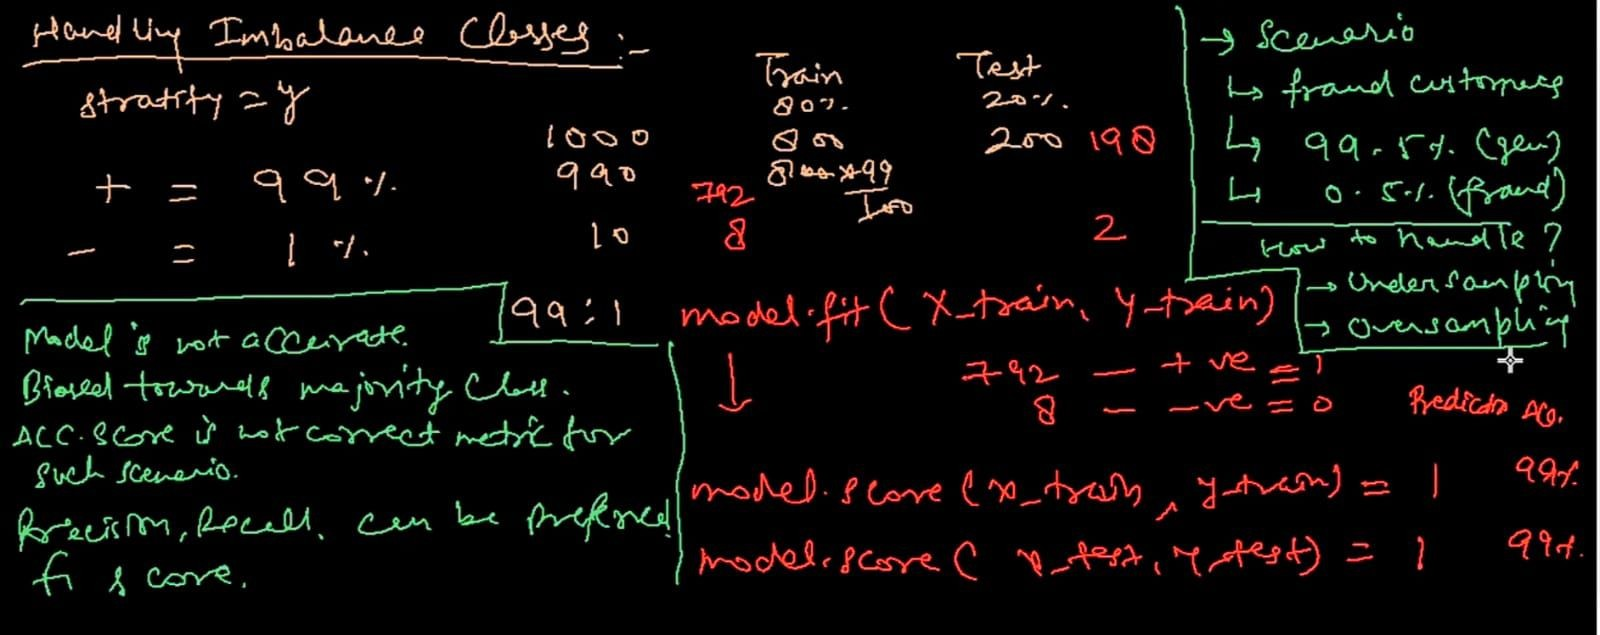 Handling Imbalance Classes :-
stratify = y
Train Test
80% 20%
1000 800 200 198
+ = 99% 990 792 800 x 99
100
- = 1% 10 8 2
99:1
Model is not accurate.
Biased towards majority Class.
ACC. Score is not correct metric for
such scenario.
Precision, Recall, can be preferred
f1 score.
model.fit( X_train, y_train)
792 - +ve = 1
8 - -ve = 0
Prediction Acc.
model.score(x_train, y_train) = 1 99%
model.score( x_test, y_test) = 1 99%
→ Scenario
↳ fraud customers
↳ 99.5% (gen)
↳ 0.5% (fraud)
How to handle?
→ Undersampling
→ Oversampling